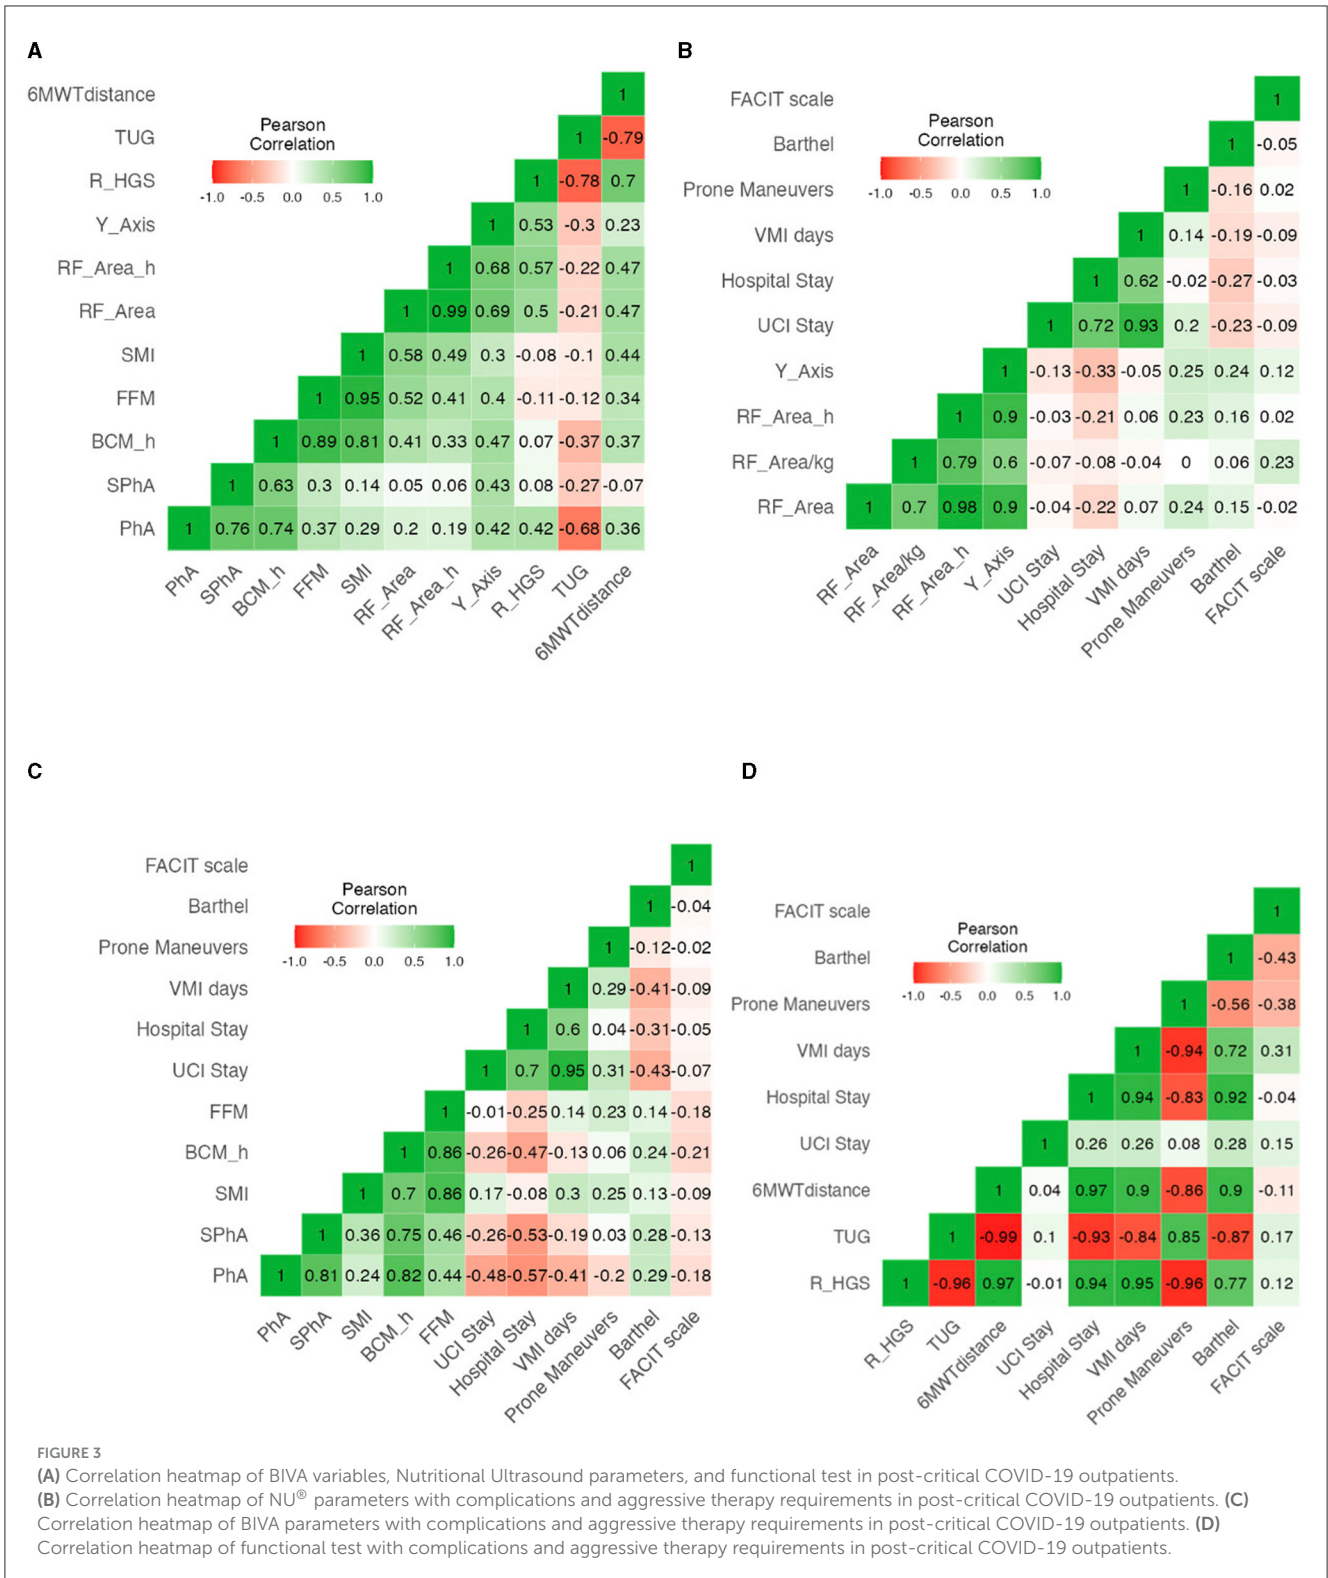 A
6MWTdistance 1
TUG 1 -0.79
R_HGS 1 -0.78 0.7
Y_Axis 1 0.53 -0.3 0.23
RF_Area_h 1 0.68 0.57 -0.22 0.47
RF_Area 1 0.99 0.69 0.5 -0.21 0.47
SMI 1 0.58 0.49 0.3 -0.08 -0.1 0.44
FFM 1 0.95 0.52 0.41 0.4 -0.11 -0.12 0.34
BCM_h 1 0.89 0.81 0.41 0.33 0.47 0.07 -0.37 0.37
SPhA 1 0.63 0.3 0.14 0.05 0.06 0.43 0.08 -0.27 -0.07
PhA 1 0.76 0.74 0.37 0.29 0.2 0.19 0.42 0.42 -0.68 0.36
PhA SPhA BCM_h FFM SMI RF_Area RF_Area_h Y_Axis R_HGS TUG 6MWTdistance
Pearson
Correlation
-1.0 -0.5 0.0 0.5 1.0
B
FACIT scale 1
Barthel 1 -0.05
Prone Maneuvers 1 -0.16 0.02
VMI days 1 0.14 -0.19 -0.09
Hospital Stay 1 0.62 -0.02 -0.27 -0.03
UCI Stay 1 0.72 0.93 0.2 -0.23 -0.09
Y_Axis 1 -0.13 -0.33 -0.05 0.25 0.24 0.12
RF_Area_h 1 0.9 -0.03 -0.21 0.06 0.23 0.16 0.02
RF_Area/kg 1 0.79 0.6 -0.07 -0.08 -0.04 0 0.06 0.23
RF_Area 1 0.7 0.98 0.9 -0.04 -0.22 0.07 0.24 0.15 -0.02
RF_Area RF_Area/kg RF_Area_h Y_Axis UCI Stay Hospital Stay VMI days Prone Maneuvers Barthel FACIT scale
Pearson
Correlation
-1.0 -0.5 0.0 0.5 1.0
C
FACIT scale 1
Barthel 1 -0.04
Prone Maneuvers 1 -0.12 -0.02
VMI days 1 0.29 -0.41 -0.09
Hospital Stay 1 0.6 0.04 -0.31 -0.05
UCI Stay 1 0.7 0.95 0.31 -0.43 -0.07
FFM 1 -0.01 -0.25 0.14 0.23 0.14 -0.18
BCM_h 1 0.86 -0.26 -0.47 -0.13 0.06 0.24 -0.21
SMI 1 0.7 0.86 0.17 -0.08 0.3 0.25 0.13 -0.09
SPhA 1 0.36 0.75 0.46 -0.26 -0.53 -0.19 0.03 0.28 -0.13
PhA 1 0.81 0.24 0.82 0.44 -0.48 -0.57 -0.41 -0.2 0.29 -0.18
PhA SPhA SMI BCM_h FFM UCI Stay Hospital Stay VMI days Prone Maneuvers Barthel FACIT scale
Pearson
Correlation
-1.0 -0.5 0.0 0.5 1.0
D
FACIT scale 1
Barthel 1 -0.43
Prone Maneuvers 1 -0.56 -0.38
VMI days 1 -0.94 0.72 0.31
Hospital Stay 1 0.94 -0.83 0.92 -0.04
UCI Stay 1 0.26 0.26 0.08 0.28 0.15
6MWTdistance 1 0.04 0.97 0.9 -0.86 0.9 -0.11
TUG 1 -0.99 0.1 -0.93 -0.84 0.85 -0.87 0.17
R_HGS 1 -0.96 0.97 -0.01 0.94 0.95 -0.96 0.77 0.12
R_HGS TUG 6MWTdistance UCI Stay Hospital Stay VMI days Prone Maneuvers Barthel FACIT scale
Pearson
Correlation
-1.0 -0.5 0.0 0.5 1.0
FIGURE 3
(A) Correlation heatmap of BIVA variables, Nutritional Ultrasound parameters, and functional test in post-critical COVID-19 outpatients.
(B) Correlation heatmap of NU® parameters with complications and aggressive therapy requirements in post-critical COVID-19 outpatients. (C)
Correlation heatmap of BIVA parameters with complications and aggressive therapy requirements in post-critical COVID-19 outpatients. (D)
Correlation heatmap of functional test with complications and aggressive therapy requirements in post-critical COVID-19 outpatients.